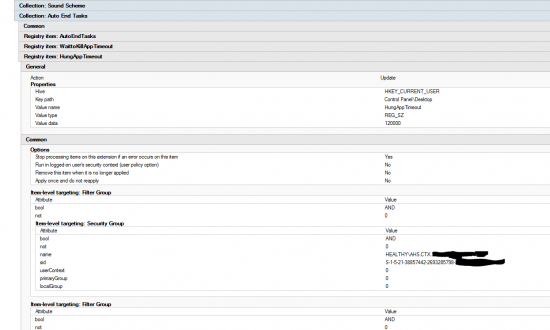 Collection: Sound Scheme
Collection: Auto End Tasks
Common
Registry item: AutoEndTasks
Registry item: WaittoKillAppTimeout
Registry item: HungAppTimeout
General
Action Update
Properties
Hive HKEY_CURRENT_USER
Key path Control Panel\Desktop
Value name HungAppTimeout
Value type REG_SZ
Value data 120000
Common
Options
Stop processing items on this extension if an error occurs on this item Yes
Run in logged on user's security context (user policy option) No
Remove this item when it is no longer applied No
Apply once and do not reapply No
Item-level targeting: Filter Group
Attribute Value
bool AND
not 0
Item-level targeting: Security Group
Attribute Value
bool AND
not 0
name HEALTHY\AHS.CTX.
sid S-1-5-21-38857442-2693285798-
userContext 0
primaryGroup 0
localGroup 0
Item-level targeting: Filter Group
Attribute Value
bool AND
not 0